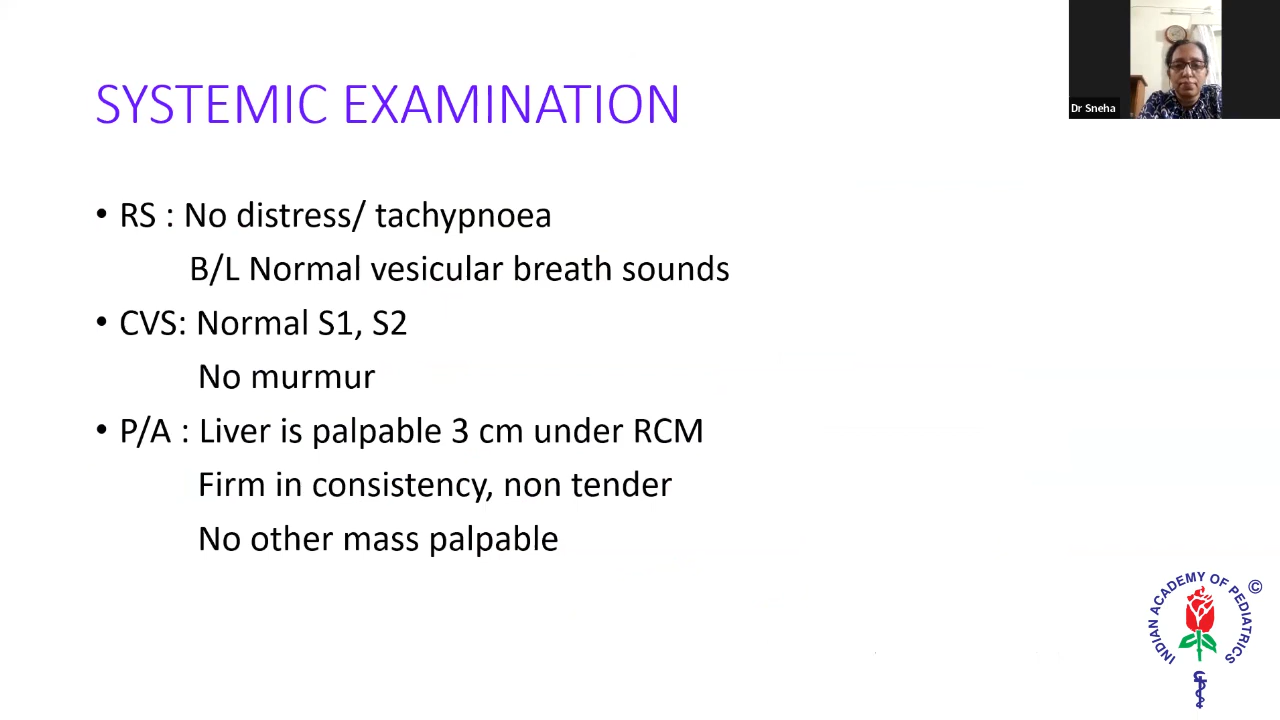 Dr Sneha
SYSTEMIC EXAMINATION
• RS : No distress/ tachypnoea
B/L Normal vesicular breath sounds
• CVS: Normal S1, S2
No murmur
• P/A : Liver is palpable 3 cm under RCM
Firm in consistency, non tender
No other mass palpable
INDIAN ACADEMY OF PEDIATRICS ©